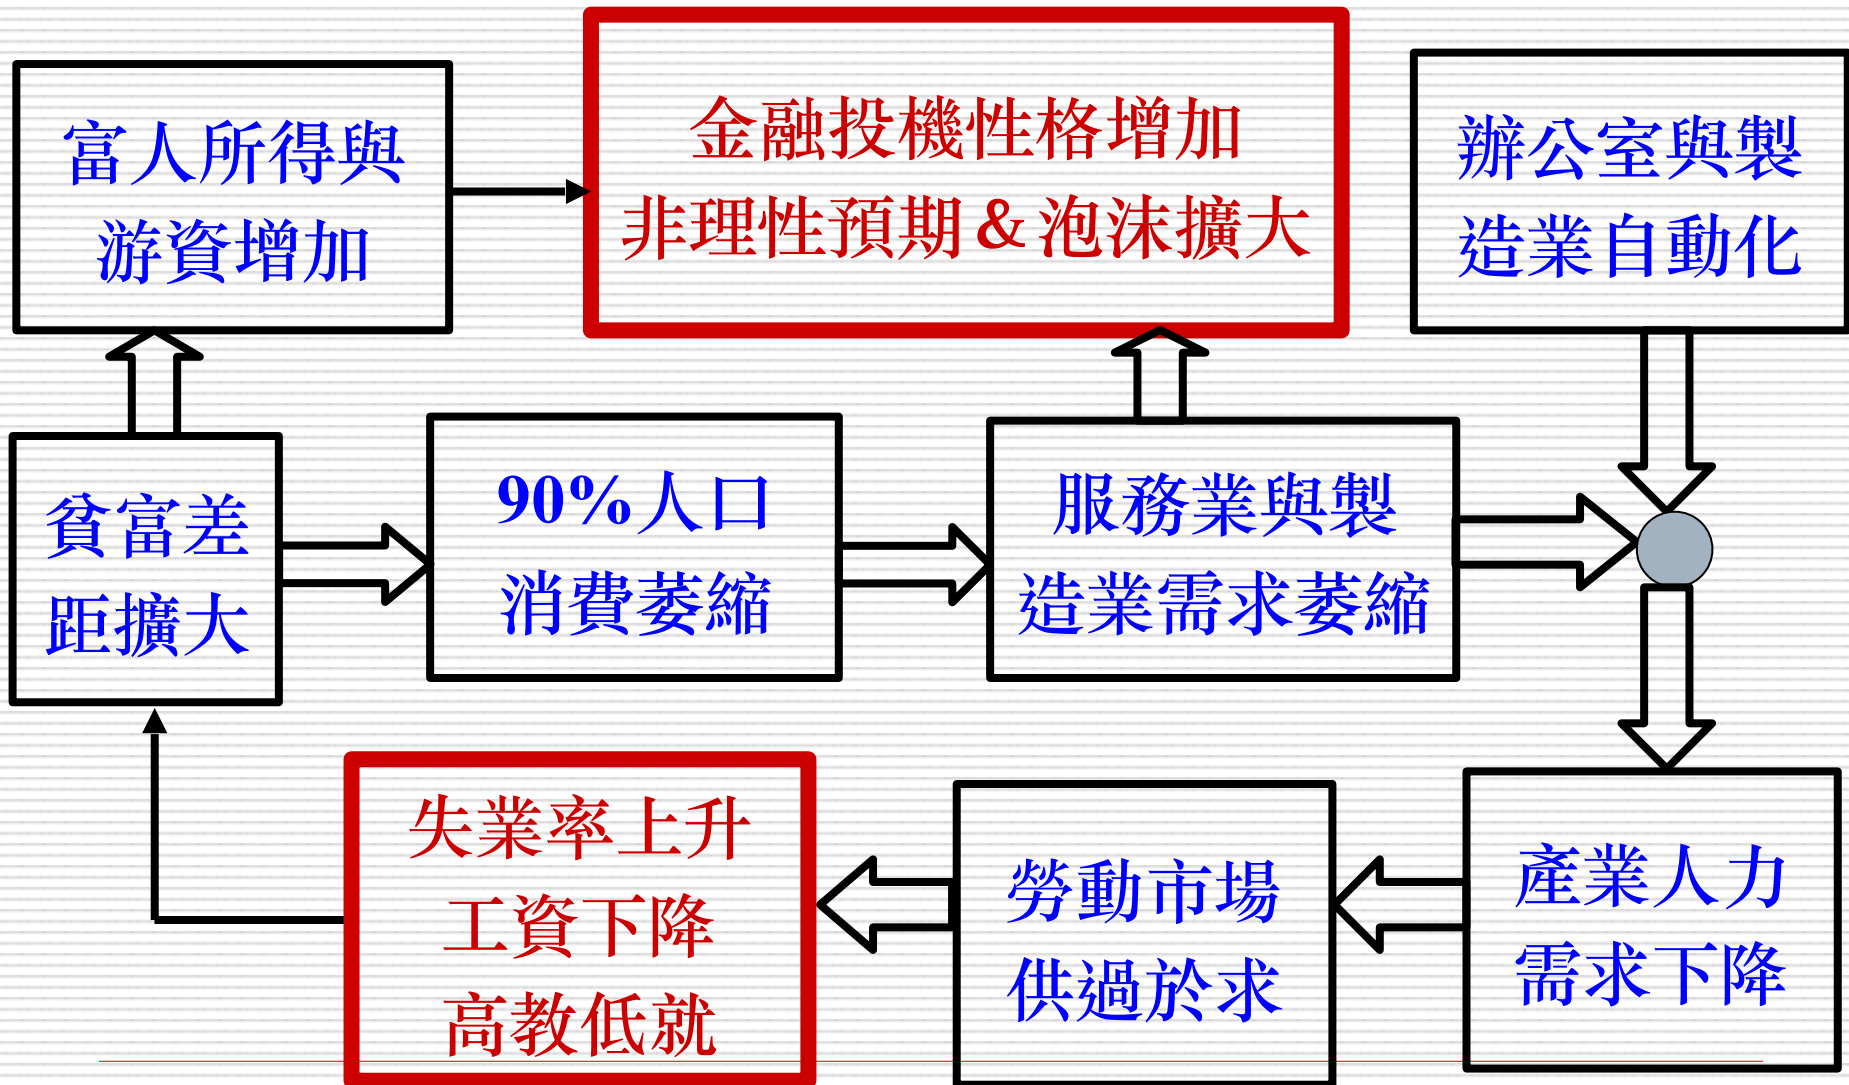 富人所得與
游資增加
金融投機性格增加
非理性預期 & 泡沫擴大
辦公室與製
造業自動化
貧富差
距擴大
90%人口
消費萎縮
服務業與製
造業需求萎縮
失業率上升
工資下降
高教低就
勞動市場
供過於求
產業人力
需求下降